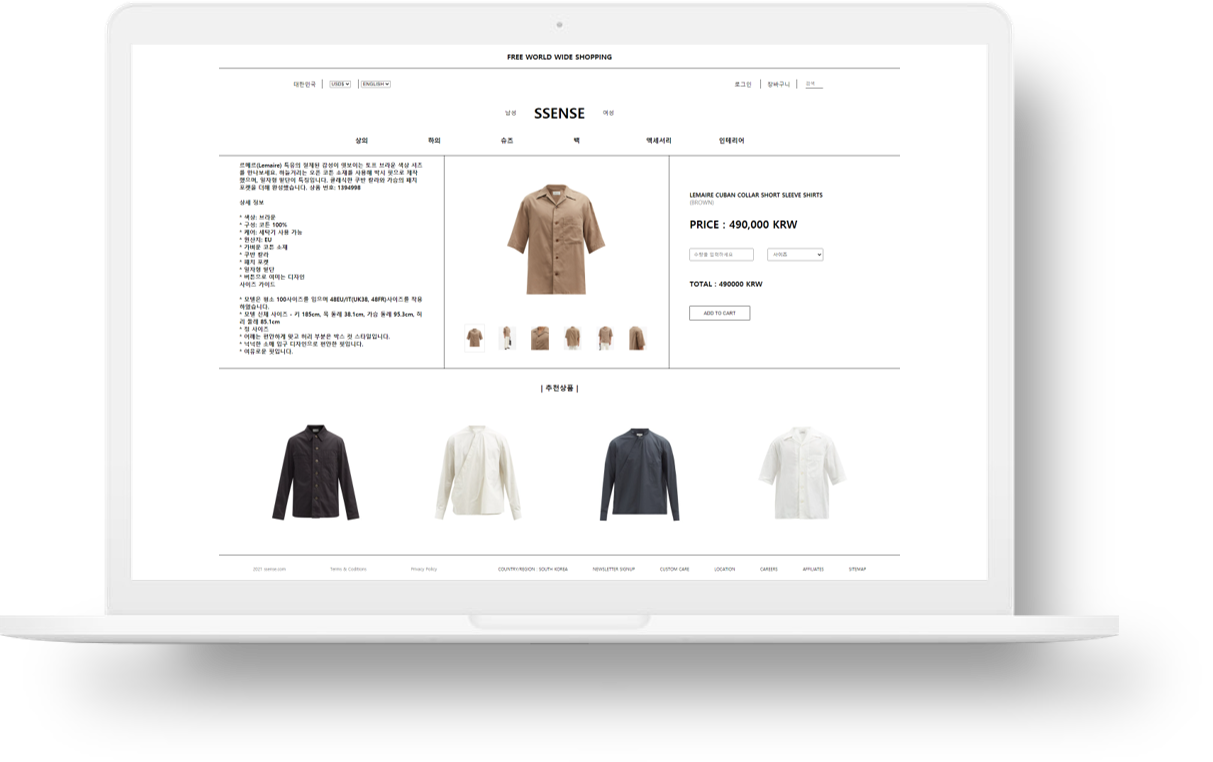 FREE WORLD WIDE SHOPPING
대한민국 USD$ ENGLISH
로그인 장바구니 검색
남성 SSENSE 여성
상의 하의 슈즈 백 액세서리 인테리어
르메르(Lemaire) 특유의 절제된 감성이 엿보이는 토프 브라운 색상 셔츠
를 만나보세요. 하늘거리는 모은 코튼 소재를 사용해 박시 핏으로 제작
했으며, 일자형 밑단이 특징입니다. 클래식한 쿠반 칼라와 가슴의 패치
포켓을 더해 완성했습니다. 상품 번호: 1394998
상세 정보
* 색상: 브라운
* 구성: 코튼 100%
* 케어: 세탁기 사용 가능
* 원산지: EU
* 가벼운 코튼 소재
* 쿠반 칼라
* 패치 포켓
* 일자형 밑단
* 버튼으로 여미는 디자인
사이즈 가이드
* 모델은 평소 100사이즈를 입으며 48EU/IT(UK38, 48FR)사이즈를 착용
하였습니다.
* 모델 신체 사이즈 - 키 185cm, 목 둘레 38.1cm, 가슴 둘레 95.3cm, 허
리 둘레 85.1cm
* 정 사이즈
* 어깨는 편안하게 맞고 허리 부분은 박스 컷 스타일입니다.
* 넉넉한 소매 입구 디자인으로 편안한 핏입니다.
* 여유로운 핏입니다.
LEMAIRE CUBAN COLLAR SHORT SLEEVE SHIRTS
(BROWN)
PRICE : 490,000 KRW
수량을 입력하세요 사이즈
TOTAL : 490000 KRW
ADD TO CART
| 추천상품 |
2021 ssense.com Terms & Coditions Privacy Policy COUNTRY/REGION : SOUTH KOREA NEWSLETTER SIGNUP CUSTOM CARE LOCATION CAREERS AFFILIATES SITEMAP